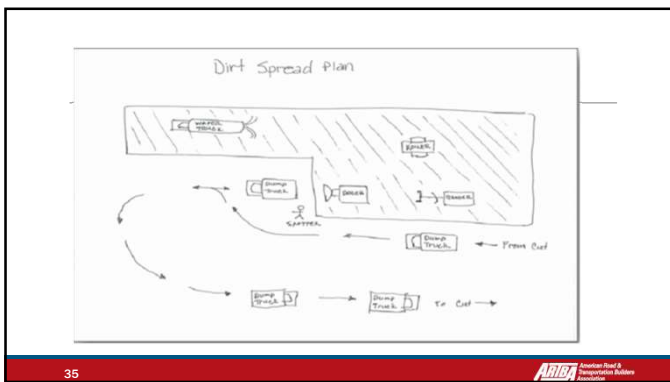 Dirt Spread Plan
WATER
TRUCK
DUMP
TRUCK
SPOTTER
DOZER
GRADER
DUMP
TRUCK
From Cut
DUMP
TRUCK
DUMP
TRUCK
To Cut
35
ARTBA
American Road &
Transportation Builders
Association